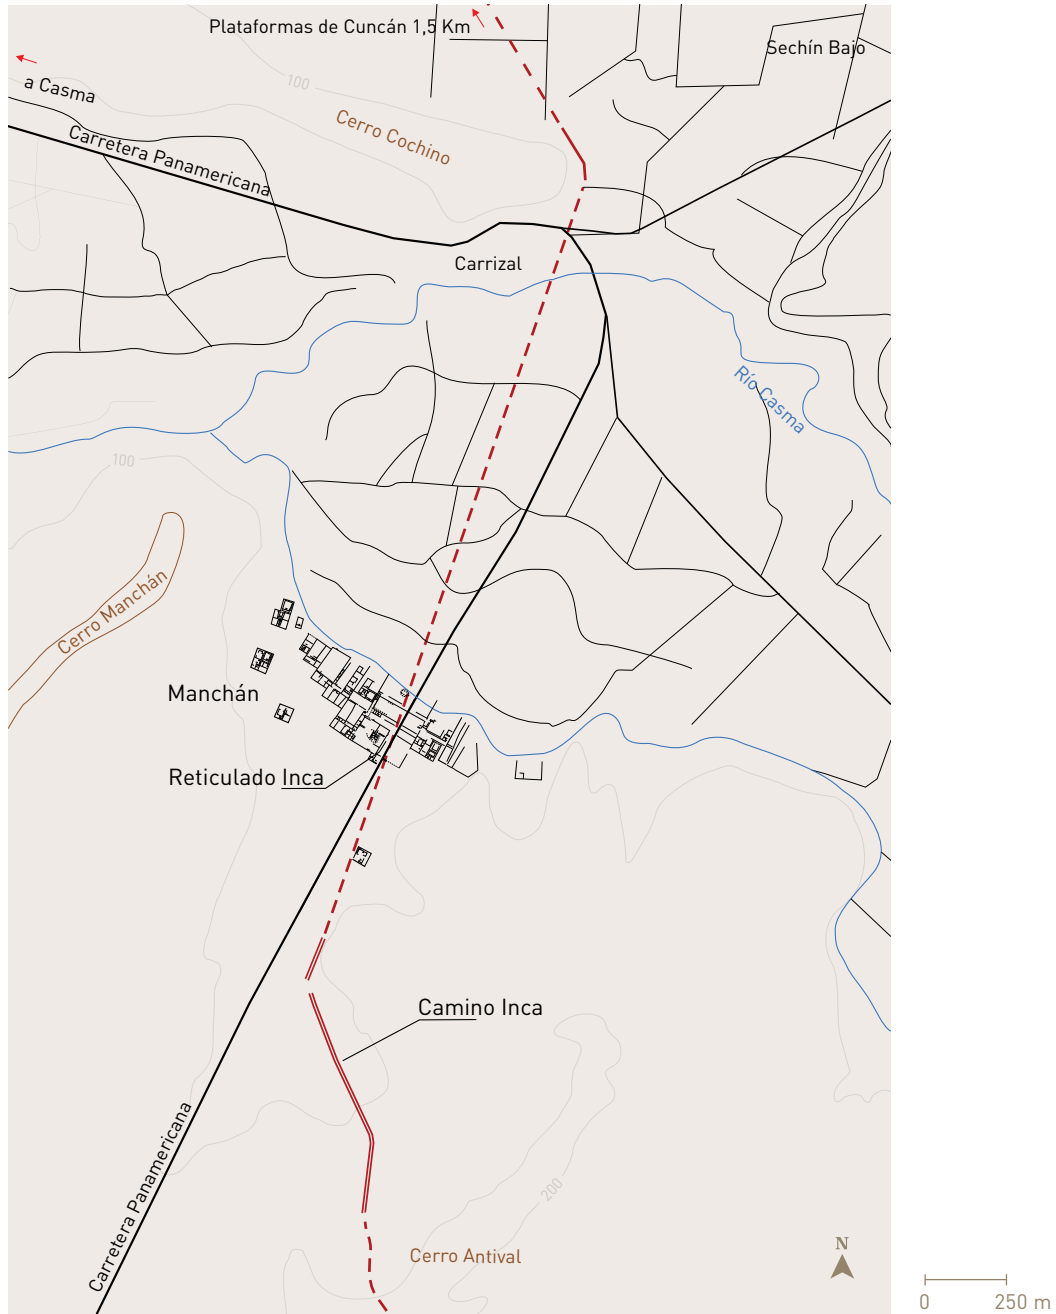 Plataformas de Cuncán 1,5 Km
Sechín Bajo
a Casma
100
Cerro Cochino
Carretera Panamericana
Carrizal
Río Casma
100
Cerro Manchán
Manchán
Reticulado Inca
Camino Inca
Carretera Panamericana
200
Cerro Antival
N
0 250 m